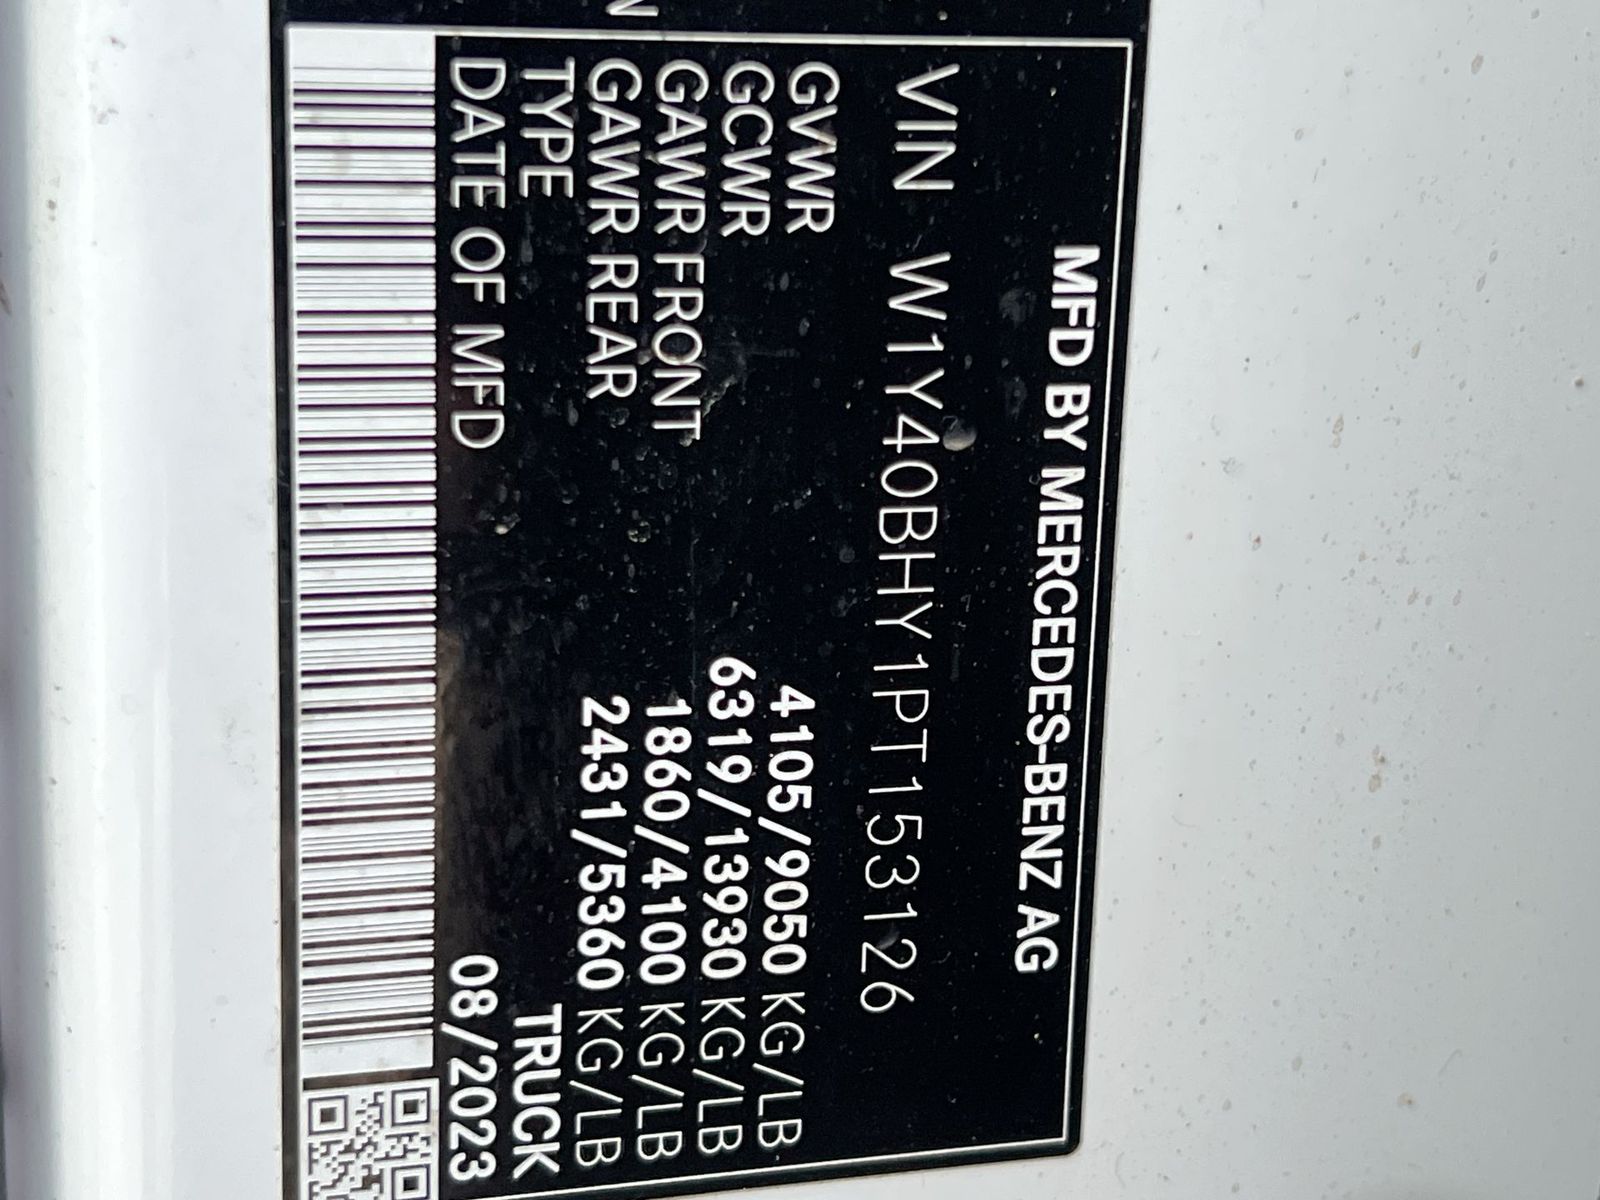 MFD BY MERCEDES-BENZ AG
VIN W1Y40BHY1PT153126
GVWR 4105/9050 KG/LB
GCWR 6319/13930 KG/LB
GAWR FRONT 1860/4100 KG/LB
GAWR REAR 2431/5360 KG/LB
TYPE TRUCK
DATE OF MFD 08/2023